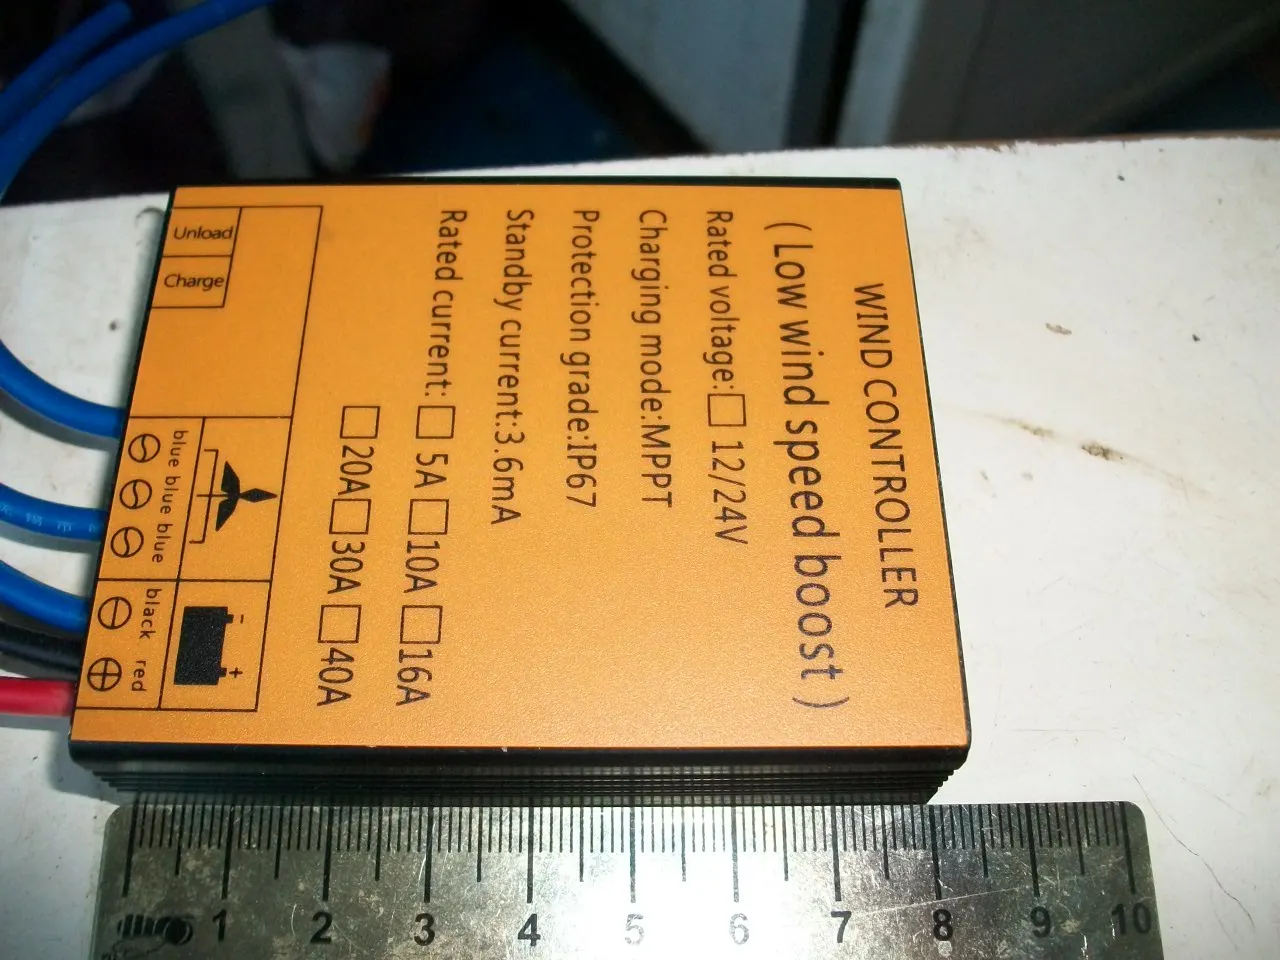 WIND CONTROLLER
( Low wind speed boost )
Rated voltage:□ 12/24V
Charging mode:MPPT
Protection grade:IP67
Standby current:3.6mA
Rated current:□ 5A □10A □16A
□20A □30A □40A
Unload
Charge
- +
blue blue blue black red
1 2 3 4 5 6 7 8 9 10